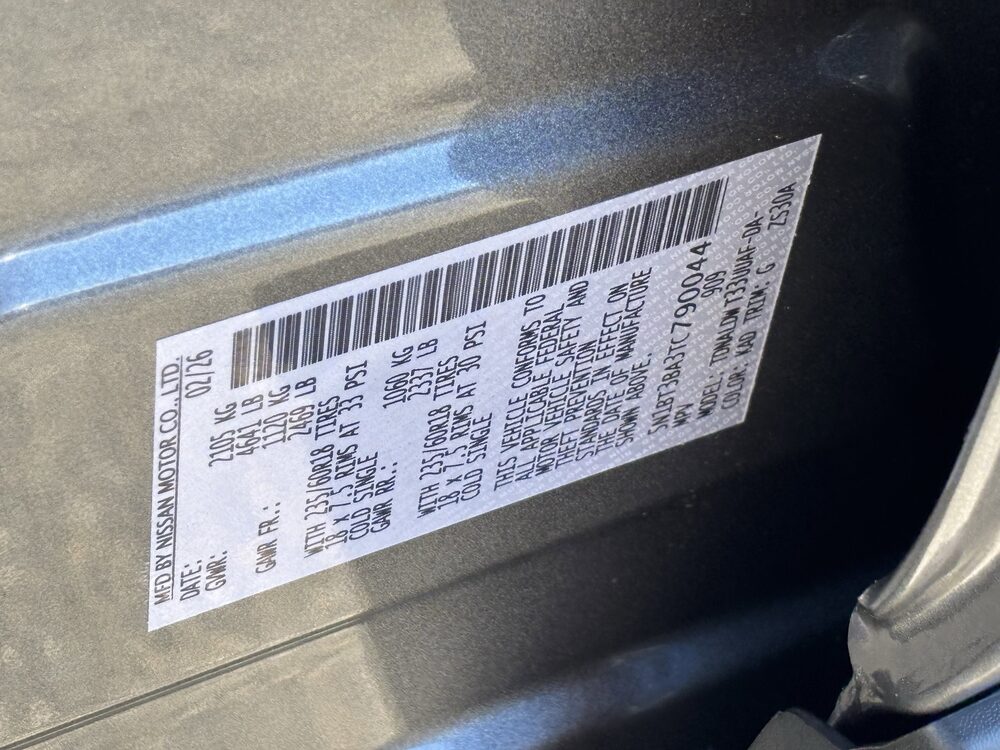 MFD BY NISSAN MOTOR CO., LTD.
DATE: 02/26
GWR: 2105 KG
4641 LB
GAWR FR.: 1120 KG
2469 LB
WITH 235/60R18 TIRES
18 X 7.5 RIMS AT 33 PSI
COLD SINGLE
GAWR RR.: 1060 KG
2337 LB
WITH 235/60R18 TIRES
18 X 7.5 RIMS AT 30 PSI
COLD SINGLE
THIS VEHICLE CONFORMS TO
ALL APPLICABLE FEDERAL
MOTOR VEHICLE SAFETY AND
THEFT PREVENTION
STANDARDS IN EFFECT ON
THE DATE OF MANUFACTURE
SHOWN ABOVE.
5N1BT3BA3TC790044
MPV 909
MODEL: TDNALDW T33UUAF-DA-
COLOR: KAD TRIM: G ZS30A